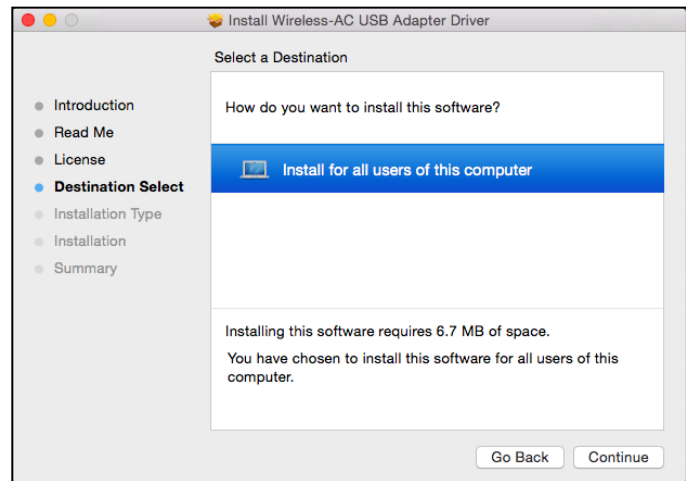 Install Wireless-AC USB Adapter Driver
Select a Destination
Introduction
Read Me
License
Destination Select
Installation Type
Installation
Summary
How do you want to install this software?
Install for all users of this computer
Installing this software requires 6.7 MB of space.
You have chosen to install this software for all users of this
computer.
Go Back
Continue